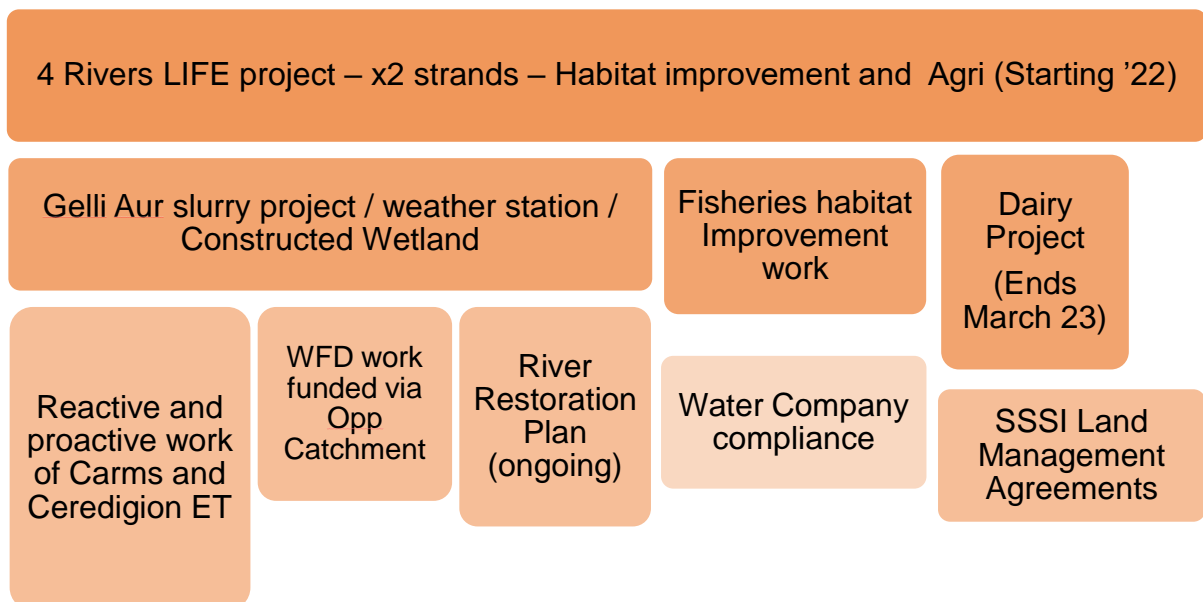 4 Rivers LIFE project – x2 strands – Habitat improvement and  Agri (Starting ’22)
Gelli Aur slurry project / weather station /
Constructed Wetland
Fisheries habitat
Improvement
work
Dairy
Project
(Ends
March 23)
Reactive and
proactive work
of Carms and
Ceredigion ET
WFD work
funded via
Opp
Catchment
River
Restoration
Plan
(ongoing)
Water Company
compliance
SSSI Land
Management
Agreements